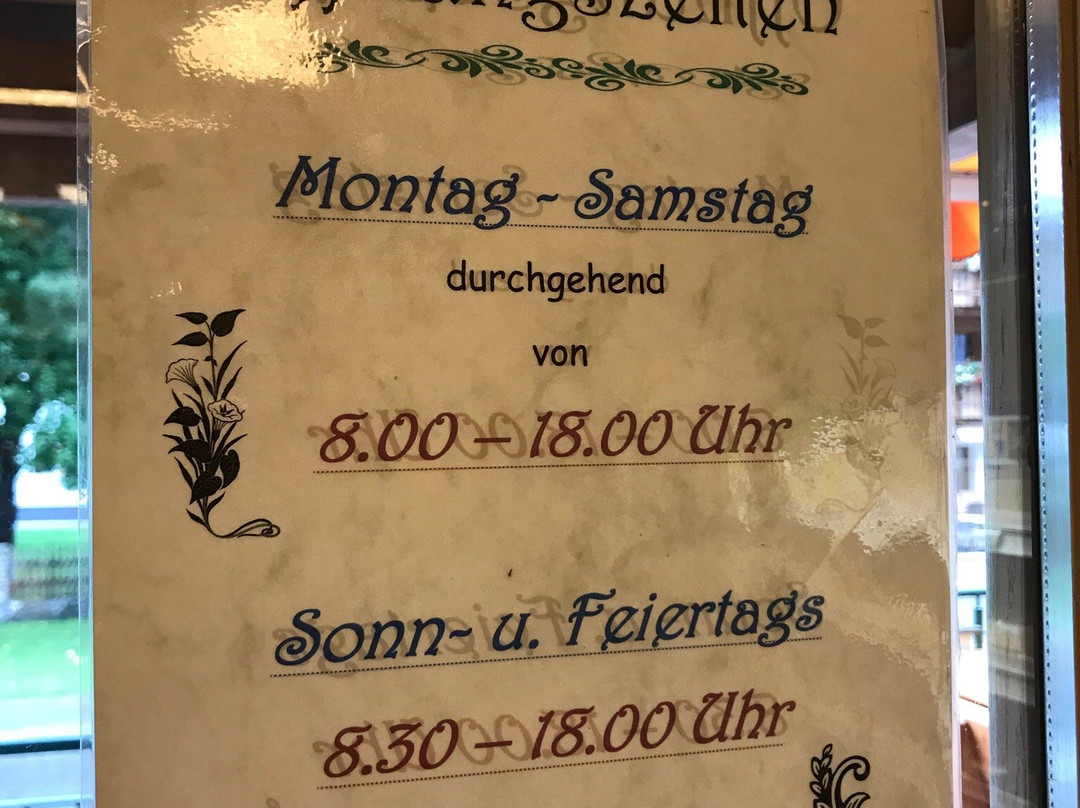 Montag - Samstag
durchgehend
von
8.00 – 18.00 Uhr
Sonn- u. Feiertags
8.30 – 18.00 Uhr